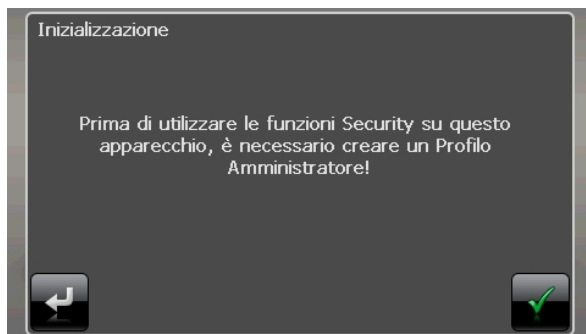 Inizializzazione
Prima di utilizzare le funzioni Security su questo
apparecchio, è necessario creare un Profilo
Amministratore!